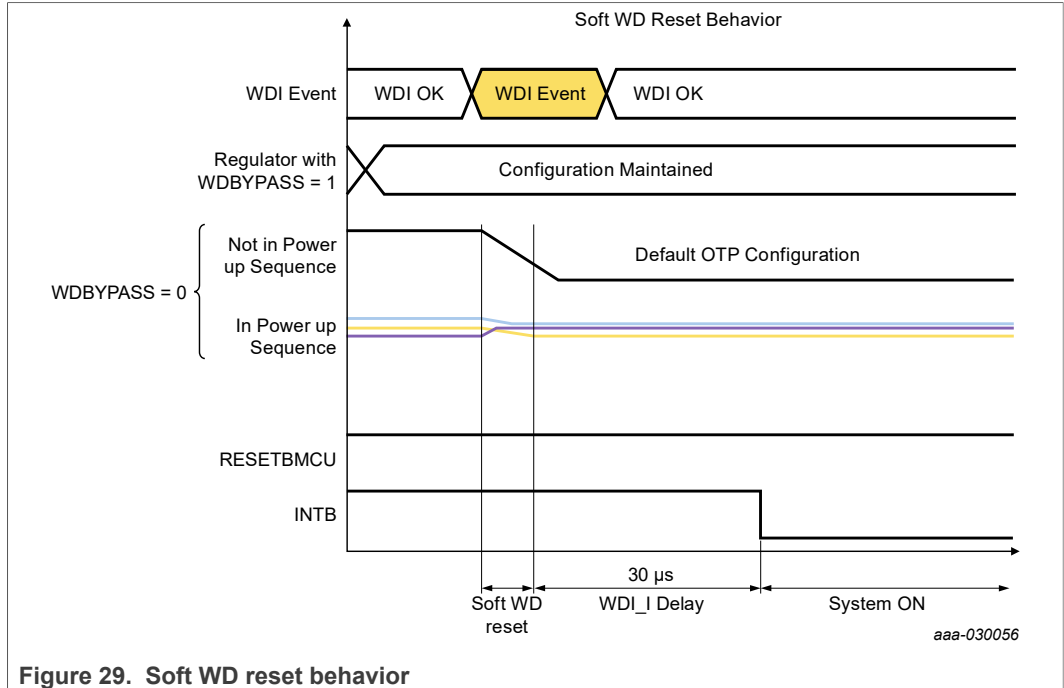 Soft WD Reset Behavior
WDI Event
WDI OK
WDI Event
WDI OK
Regulator with
WDBYPASS = 1
Configuration Maintained
WDBYPASS = 0
Not in Power
up Sequence
Default OTP Configuration
In Power up
Sequence
RESETBMCU
INTB
30 µs
Soft WD
reset
WDI_I Delay
System ON
aaa-030056
Figure 29. Soft WD reset behavior